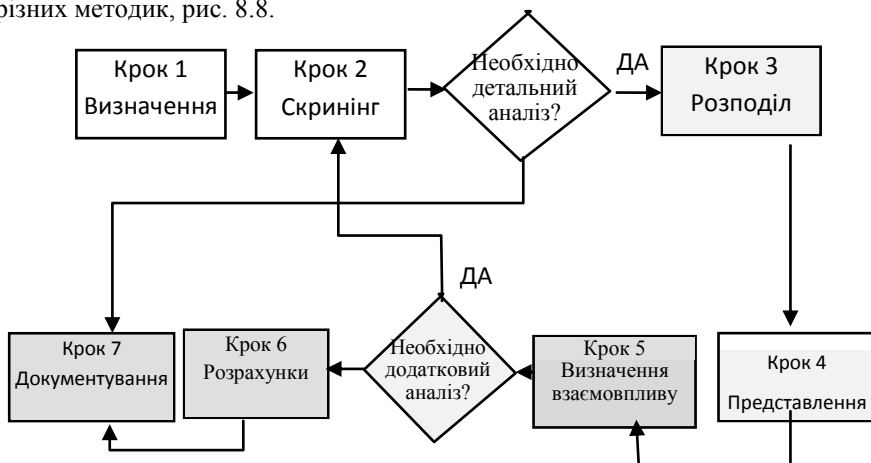 різних методик, рис. 8.8.
Крок 1
Визначення
Крок 2
Скринінг
Необхідно
детальний
аналіз?
ДА
Крок 3
Розподіл
ДА
Крок 7
Документування
Крок 6
Розрахунки
Необхідно
додатковий
аналіз?
Крок 5
Визначення
взаємовпливу
Крок 4
Представлення